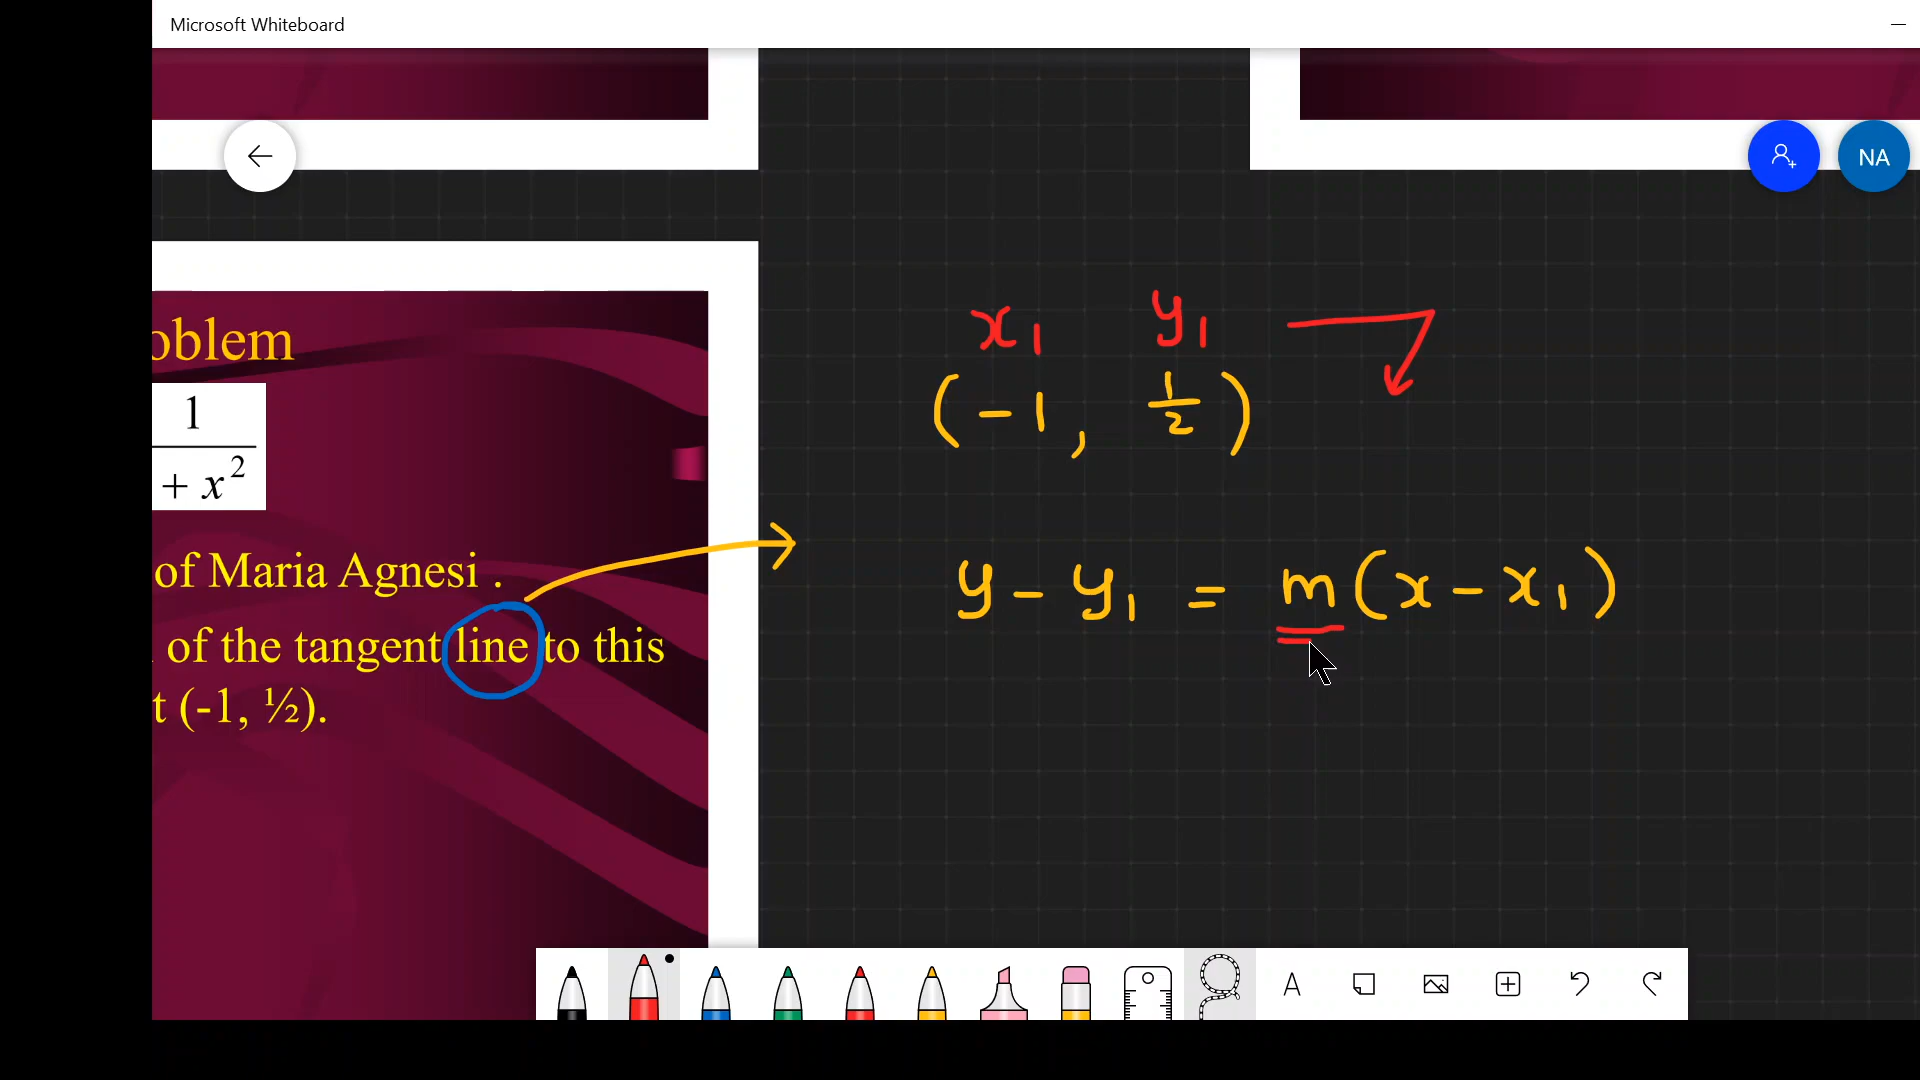 Microsoft Whiteboard
NA
oblem
1
+ x²
of Maria Agnesi .
of the tangent line to this
t (-1, ½).
x₁ y₁
(-1, 1/2)
y - y₁ = m(x - x₁)
A